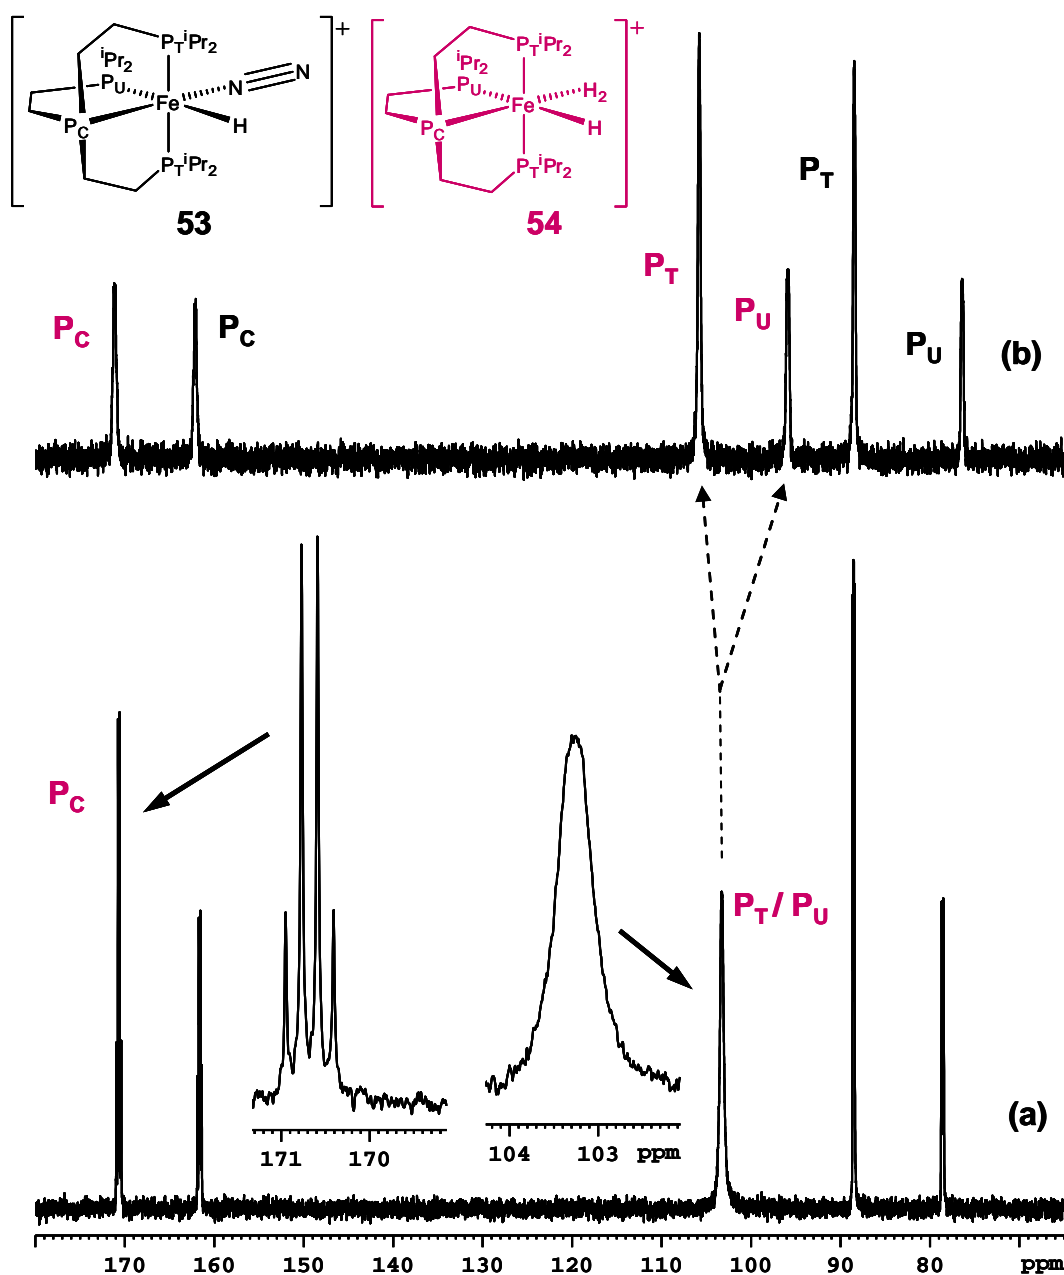 +
+
PTiPr2
PTiPr2
iPr2
iPr2
PU
N
N
PU
H2
Fe
Fe
PC
H
PC
H
PTiPr2
PTiPr2
53
54
PT
PT
PC
PC
PU
PU
(b)
PC
PT / PU
(a)
171 170
104 103 ppm
170 160 150 140 130 120 110 100 90 80 ppm